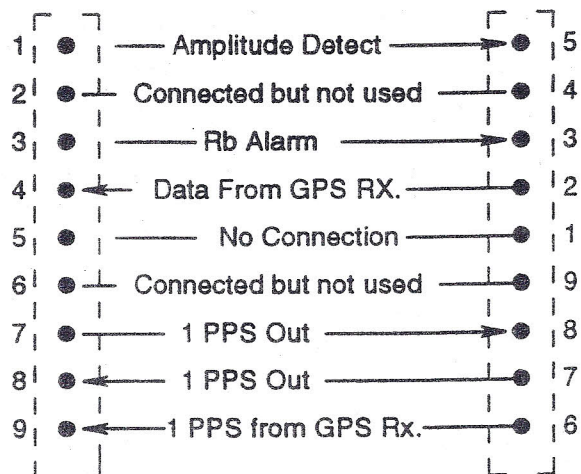 1 Amplitude Detect 5
2 Connected but not used 4
3 Rb Alarm 3
4 Data From GPS RX. 2
5 No Connection 1
6 Connected but not used 9
7 1 PPS Out 8
8 1 PPS Out 7
9 1 PPS from GPS Rx. 6